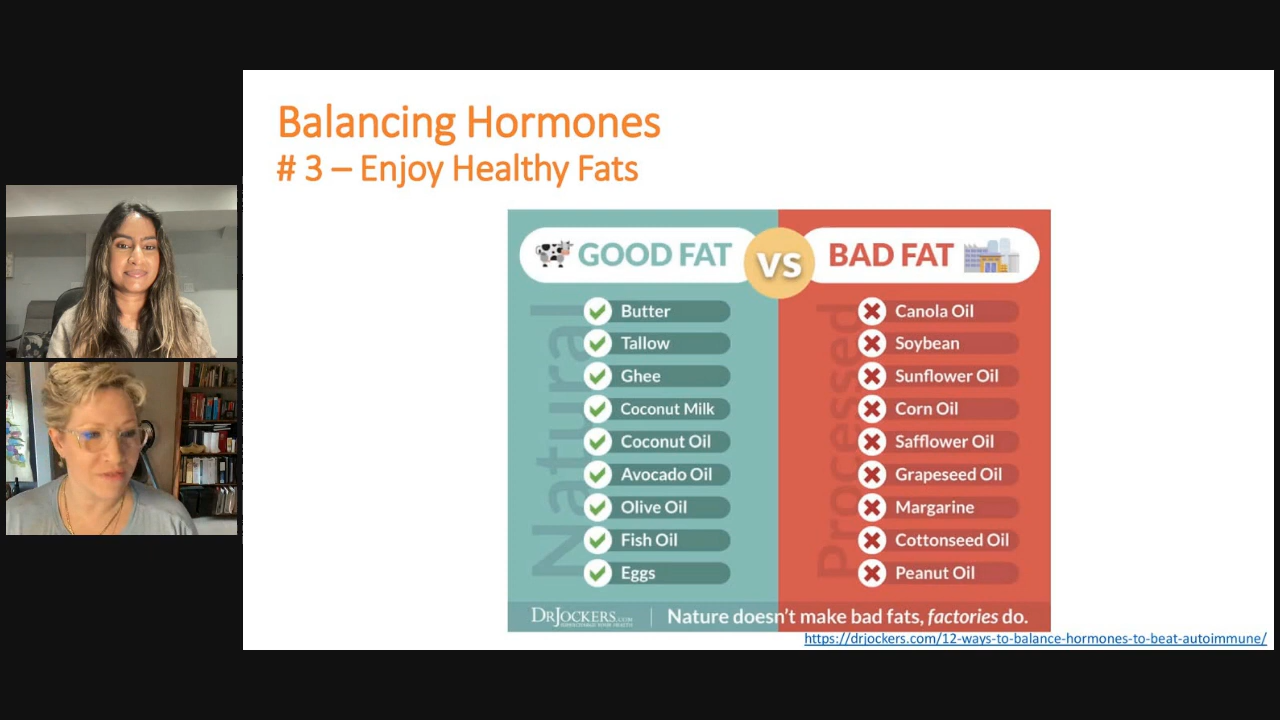 Balancing Hormones
# 3 – Enjoy Healthy Fats
GOOD FAT
VS
BAD FAT
Natural
Butter
Tallow
Ghee
Coconut Milk
Coconut Oil
Avocado Oil
Olive Oil
Fish Oil
Eggs
Processed
Canola Oil
Soybean
Sunflower Oil
Corn Oil
Safflower Oil
Grapeseed Oil
Margarine
Cottonseed Oil
Peanut Oil
DRJOCKERS.COM
SUPERCHARGE YOUR HEALTH
Nature doesn't make bad fats, factories do.
https://drjockers.com/12-ways-to-balance-hormones-to-beat-autoimmune/